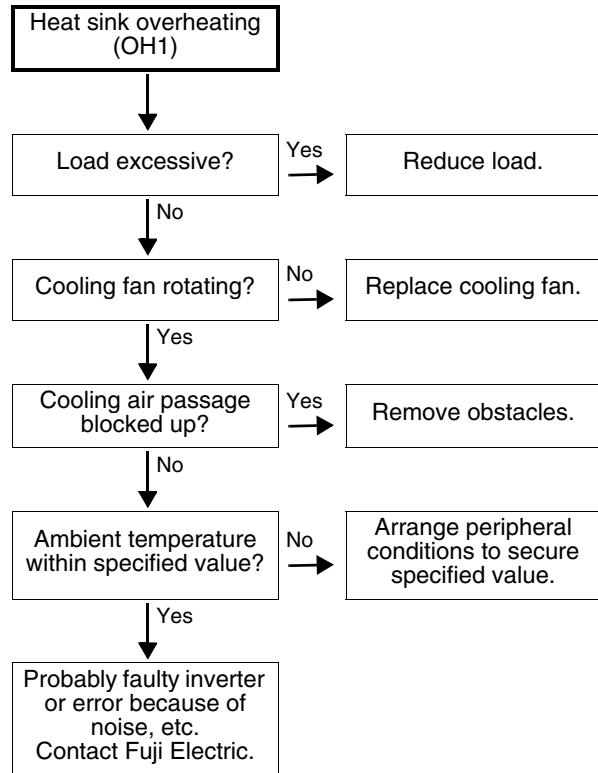 Heat sink overheating
(OH1)
Load excessive?
Yes
Reduce load.
No
Cooling fan rotating?
No
Replace cooling fan.
Yes
Cooling air passage
blocked up?
Yes
Remove obstacles.
No
Ambient temperature
within specified value?
No
Arrange peripheral
conditions to secure
specified value.
Yes
Probably faulty inverter
or error because of
noise, etc.
Contact Fuji Electric.